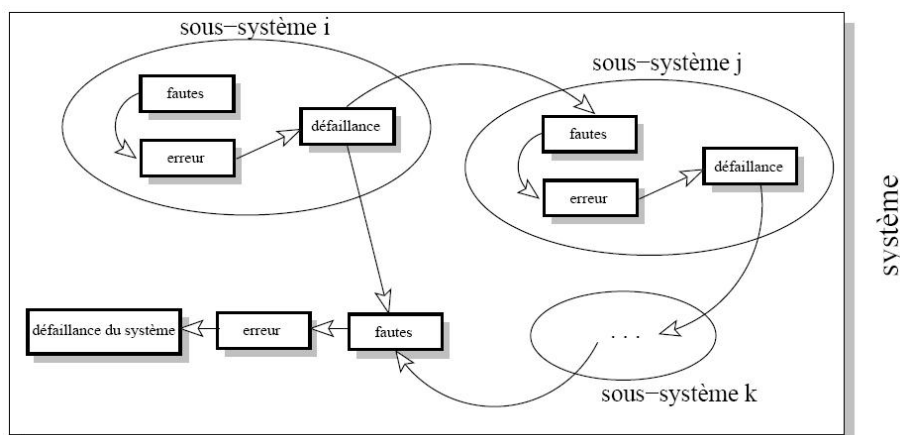 sous-système i
fautes
erreur
défaillance
sous-système j
fautes
erreur
défaillance
système
défaillance du système
erreur
fautes
. . .
sous-système k